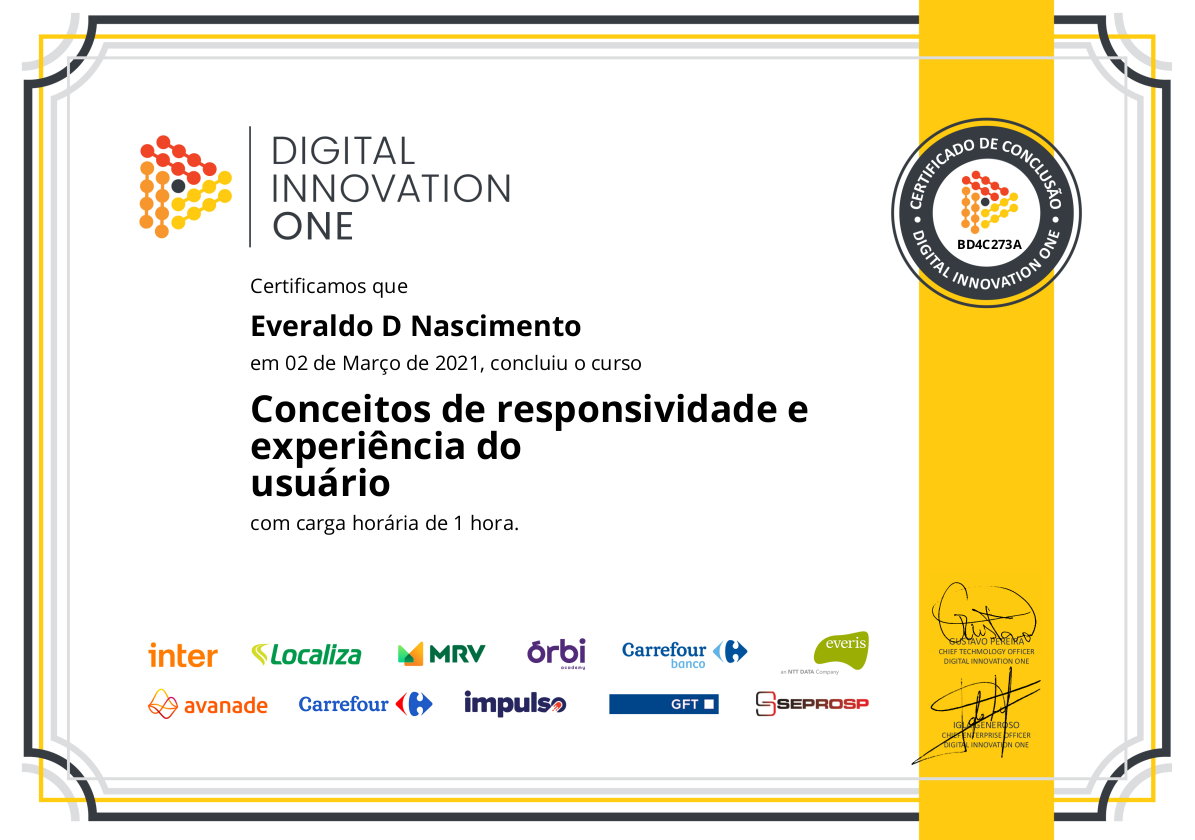 DIGITAL
INNOVATION
ONE
CERTIFICADO DE CONCLUSÃO
BD4C273A
DIGITAL INNOVATION ONE
Certificamos que
Everaldo D Nascimento
em 02 de Março de 2021, concluiu o curso
Conceitos de responsividade e
experiência do
usuário
com carga horária de 1 hora.
inter
Localiza
MRV
órbi
academy
Carrefour
banco
everis
an NTT DATA Company
avanade
Carrefour
impulso
GFT
SEPROSP
GUSTAVO PEREIRA
CHIEF TECHNOLOGY OFFICER
DIGITAL INNOVATION ONE
IGLÁ GENEROSO
CHIEF ENTERPRISE OFFICER
DIGITAL INNOVATION ONE